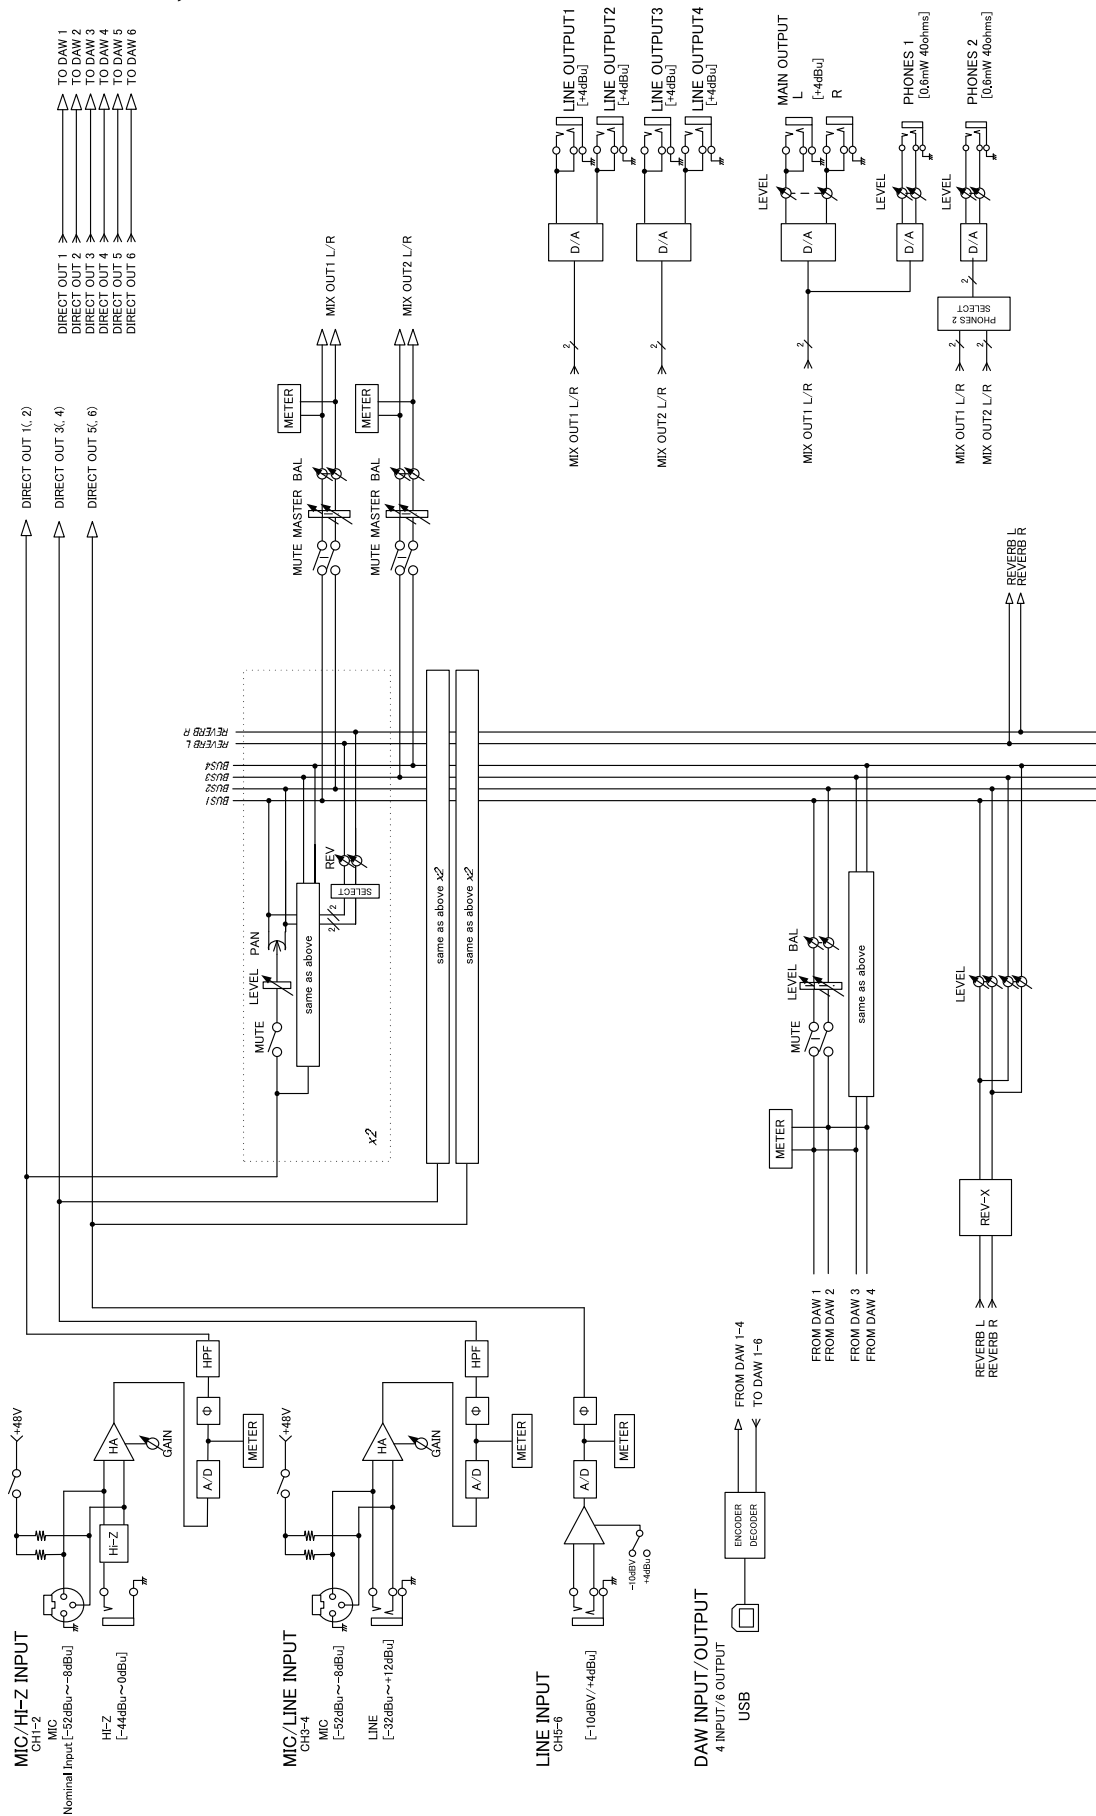 MIC/HI-Z INPUT
CH1-2
MIC
Nominal Input [-52dBu~-8dBu]
HI-Z
[-44dBu~0dBu]
+48V
Hi-Z
HA
GAIN
A/D
METER
Φ
HPF
MIC/LINE INPUT
CH3-4
MIC
[-52dBu~-8dBu]
LINE
[-32dBu~+12dBu]
+48V
HA
GAIN
A/D
METER
Φ
HPF
LINE INPUT
CH5-6
[-10dBV/+4dBu]
-10dBV
+4dBu
A/D
METER
Φ
DAW INPUT/OUTPUT
4 INPUT/6 OUTPUT
USB
ENCODER
DECODER
FROM DAW 1-4
TO DAW 1-6
DIRECT OUT 1(, 2)
DIRECT OUT 3(, 4)
DIRECT OUT 5(, 6)
MUTE
LEVEL
PAN
same as above
SELECT
REV
2
2
x2
same as above x2
same as above x2
BUS1
BUS2
BUS3
BUS4
REVERB L
REVERB R
MUTE MASTER BAL
METER
MIX OUT1 L/R
MUTE MASTER BAL
METER
MIX OUT2 L/R
FROM DAW 1
FROM DAW 2
FROM DAW 3
FROM DAW 4
METER
MUTE
LEVEL
BAL
same as above
REVERB L
REVERB R
REV-X
LEVEL
REVERB L
REVERB R
DIRECT OUT 1
DIRECT OUT 2
DIRECT OUT 3
DIRECT OUT 4
DIRECT OUT 5
DIRECT OUT 6
TO DAW 1
TO DAW 2
TO DAW 3
TO DAW 4
TO DAW 5
TO DAW 6
MIX OUT1 L/R
2
D/A
LINE OUTPUT1
[+4dBu]
LINE OUTPUT2
[+4dBu]
MIX OUT2 L/R
2
D/A
LINE OUTPUT3
[+4dBu]
LINE OUTPUT4
[+4dBu]
MIX OUT1 L/R
2
D/A
LEVEL
MAIN OUTPUT
L
[+4dBu]
R
D/A
LEVEL
PHONES 1
[0.6mW 40ohms]
MIX OUT1 L/R
MIX OUT2 L/R
2
2
PHONES 2
SELECT
2
D/A
LEVEL
PHONES 2
[0.6mW 40ohms]